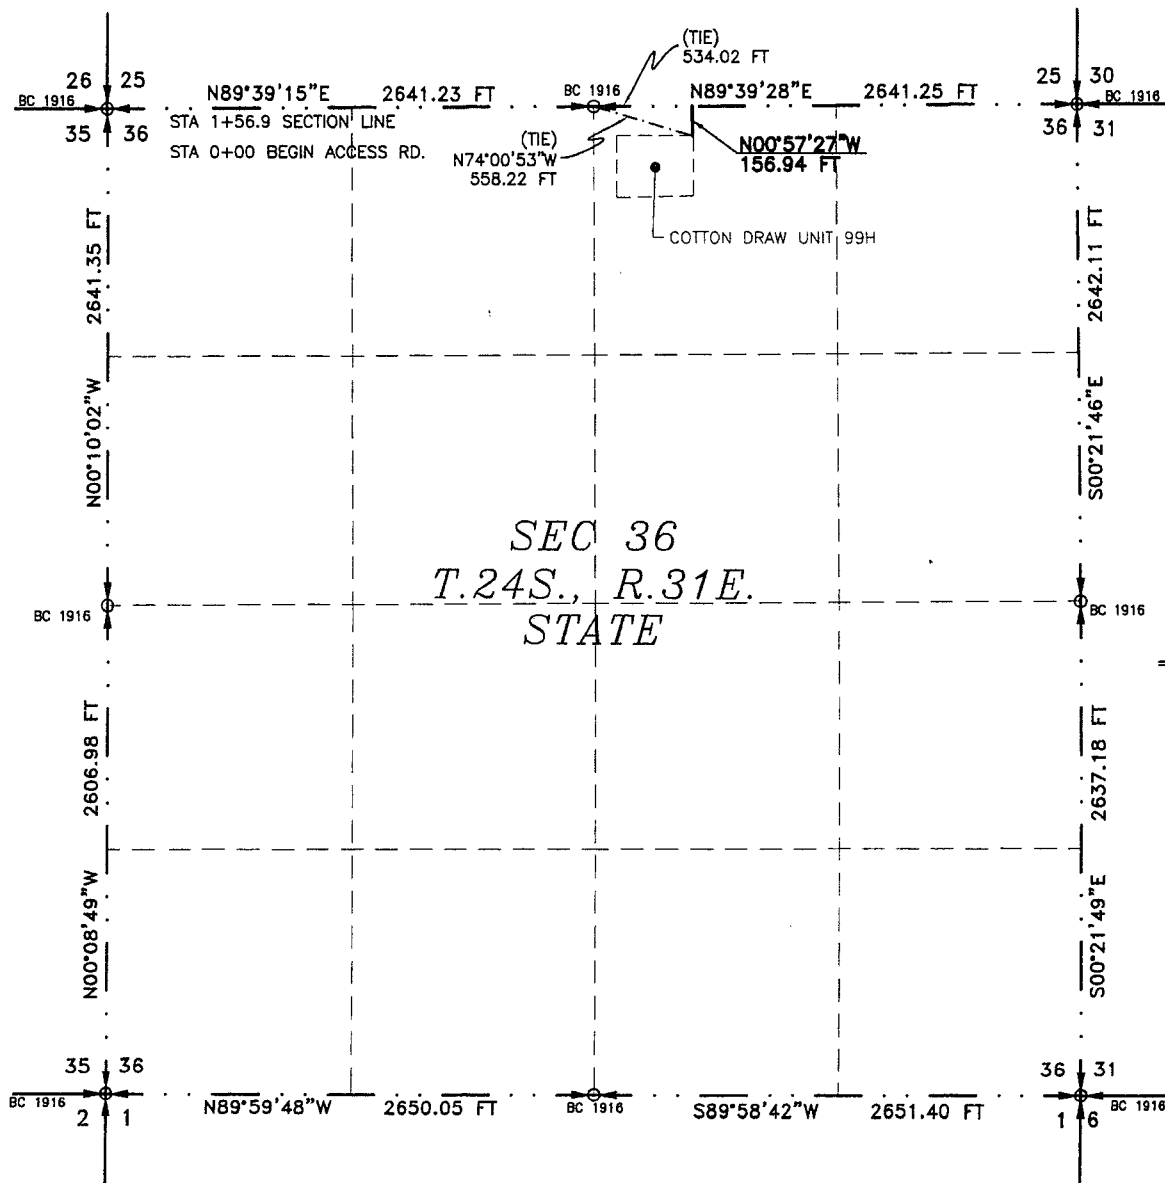 (TIE)
534.02 FT
26 25
BC 1916
35 36
N89°39'15"E 2641.23 FT
BC 1916
N89°39'28"E 2641.25 FT
25 30
BC 1916
36 31
STA 1+56.9 SECTION LINE
STA 0+00 BEGIN ACCESS RD.
(TIE)
N74°00'53"W
558.22 FT
N00°57'27"W
156.94 FT
COTTON DRAW UNIT 99H
2641.35 FT
N00°10'02"W
2642.11 FT
S00°21'46"E
SEC 36
T.24S., R.31E.
STATE
BC 1916
BC 1916
2606.98 FT
N00°08'49"W
2637.18 FT
S00°21'49"E
35 36
BC 1916
2 1
N89°59'48"W 2650.05 FT
BC 1916
S89°58'42"W 2651.40 FT
36 31
BC 1916
1 6